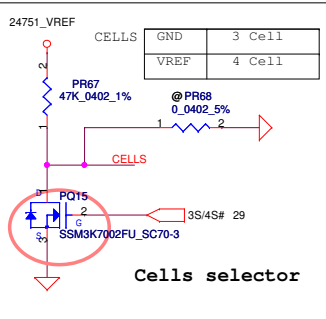 24751_VREF
CELLS GND 3 Cell
VREF 4 Cell
2
PR67
47K_0402_1%
1
@ PR68
0_0402_5%
1 2
CELLS
D 1
PQ15
2
G
3S/4S# 29
S 3
SSM3K7002FU_SC70-3
Cells selector